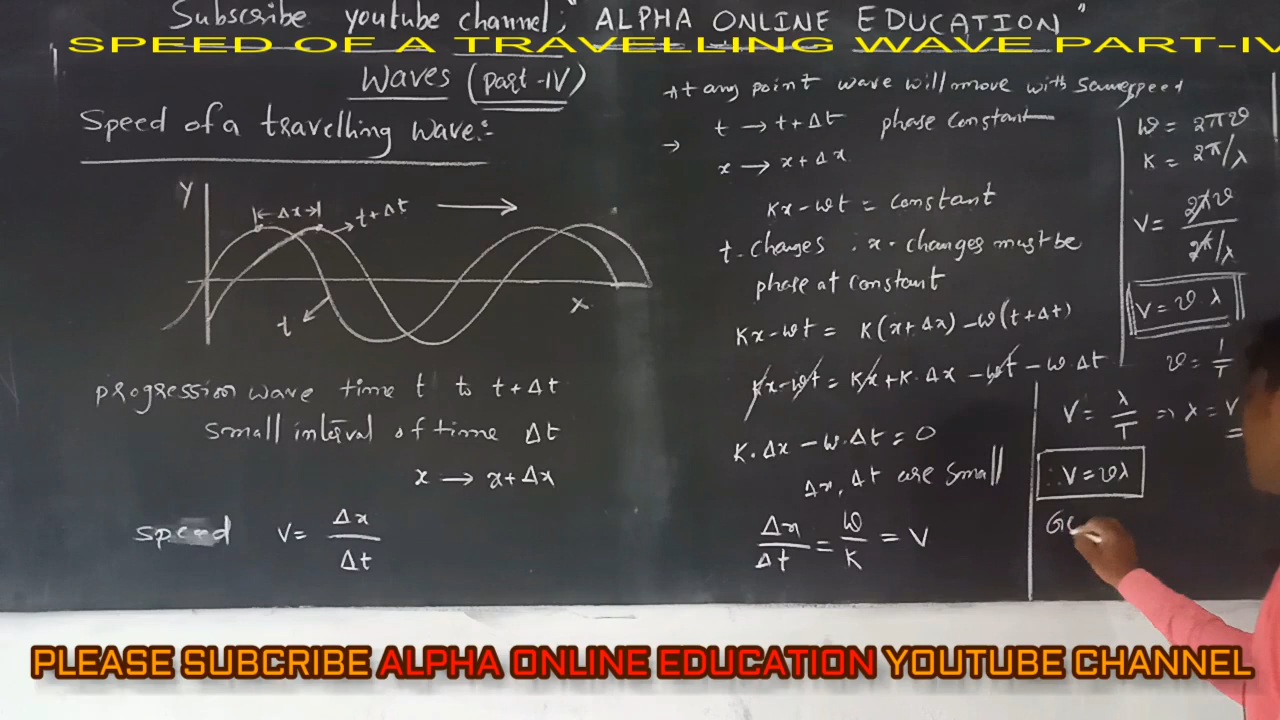 Subscribe youtube channel; "ALPHA ONLINE EDUCATION"
SPEED OF A TRAVELLING WAVE PART-IV
Waves (part-IV)
Speed of a travelling wave:-
Y
|← Δx →|
t+Δt
t
X
progression wave time t to t+Δt
small interval of time Δt
x → x+Δx
speed V = Δx/Δt
→ At any point wave will move with same speed
→ t → t+Δt phase constant
x → x+Δx
Kx-ωt = constant
t-changes ; x-changes must be
phase at constant
Kx-ωt = K(x+Δx)-ω(t+Δt)
Kx-ωt = Kx+K·Δx-ωt-ω·Δt
K·Δx-ω·Δt=0
Δx, Δt are small
Δx/Δt = ω/K = V
ω = 2πν
K = 2π/λ
V = 2πν / 2π/λ
V = ν λ
ν = 1/T
V = λ/T ⇒ λ = V
∴ V=νλ
PLEASE SUBCRIBE ALPHA ONLINE EDUCATION YOUTUBE CHANNEL